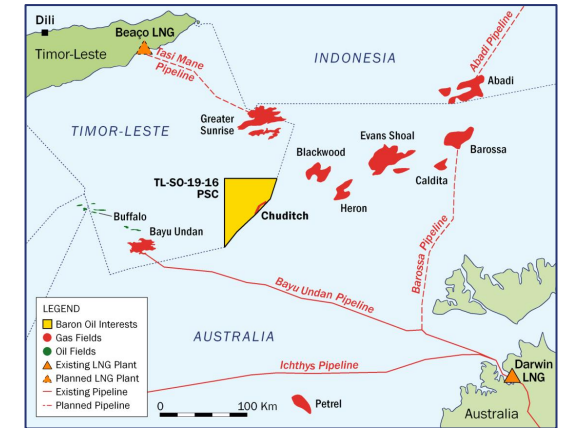 Dili
Beaço LNG
Timor-Leste
Tasi Mane
Pipeline
INDONESIA
Abadi Pipeline
Abadi
Greater
Sunrise
TIMOR-LESTE
Blackwood
Evans Shoal
Barossa
Caldita
Heron
TL-SO-19-16
PSC
Chuditch
Buffalo
Bayu Undan
Bayu Undan Pipeline
Barossa Pipeline
LEGEND
Baron Oil Interests
Gas Fields
Oil Fields
Existing LNG Plant
Planned LNG Plant
Existing Pipeline
Planned Pipeline
AUSTRALIA
Ichthys Pipeline
Darwin
LNG
0 100 Km
Petrel
Australia